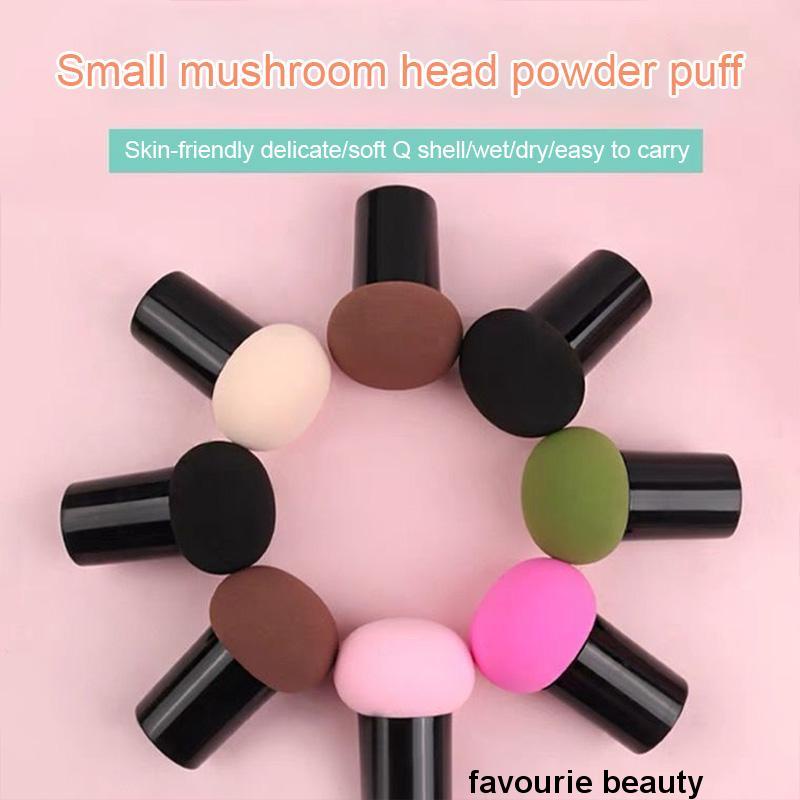 Small mushroom head powder puff
Skin-friendly delicate/soft Q shell/wet/dry/easy to carry
favourie beauty